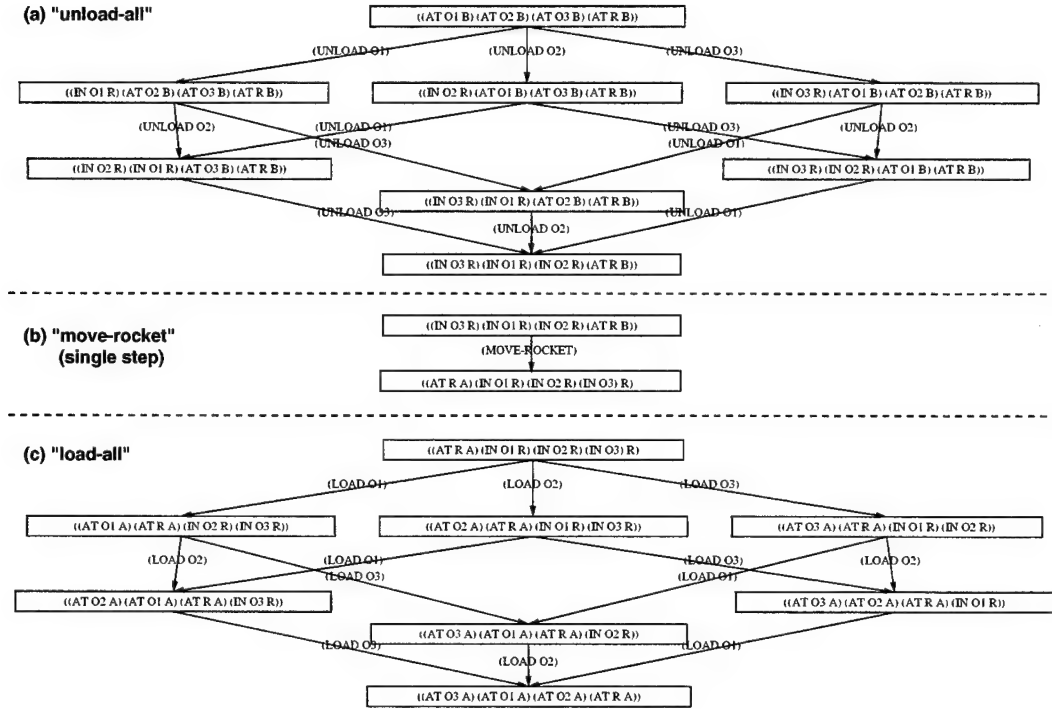 (a) "unload-all"
((AT O1 B) (AT O2 B) (AT O3 B) (AT R B))
(UNLOAD O1)
(UNLOAD O2)
(UNLOAD O3)
((IN O1 R) (AT O2 B) (AT O3 B) (AT R B))
((IN O2 R) (AT O1 B) (AT O3 B) (AT R B))
((IN O3 R) (AT O1 B) (AT O2 B) (AT R B))
(UNLOAD O2)
(UNLOAD O1)
(UNLOAD O3)
(UNLOAD O3)
(UNLOAD O1)
(UNLOAD O2)
((IN O2 R) (IN O1 R) (AT O3 B) (AT R B))
((IN O3 R) (IN O2 R) (AT O1 B) (AT R B))
((IN O3 R) (IN O1 R) (AT O2 B) (AT R B))
(UNLOAD O3)
(UNLOAD O2)
(UNLOAD O1)
((IN O3 R) (IN O1 R) (IN O2 R) (AT R B))
(b) "move-rocket"
(single step)
((IN O3 R) (IN O1 R) (IN O2 R) (AT R B))
(MOVE-ROCKET)
((AT R A) (IN O1 R) (IN O2 R) (IN O3) R)
(c) "load-all"
((AT R A) (IN O1 R) (IN O2 R) (IN O3) R)
(LOAD O1)
(LOAD O2)
(LOAD O3)
((AT O1 A) (AT R A) (IN O2 R) (IN O3 R))
((AT O2 A) (AT R A) (IN O1 R) (IN O3 R))
((AT O3 A) (AT R A) (IN O1 R) (IN O2 R))
(LOAD O2)
(LOAD O1)
(LOAD O3)
(LOAD O3)
(LOAD O1)
(LOAD O2)
((AT O2 A) (AT O1 A) (AT R A) (IN O3 R))
((AT O3 A) (AT O2 A) (AT R A) (IN O1 R))
((AT O3 A) (AT O1 A) (AT R A) (IN O2 R))
(LOAD O3)
(LOAD O2)
(LOAD O1)
((AT O3 A) (AT O1 A) (AT O2 A) (AT R A))